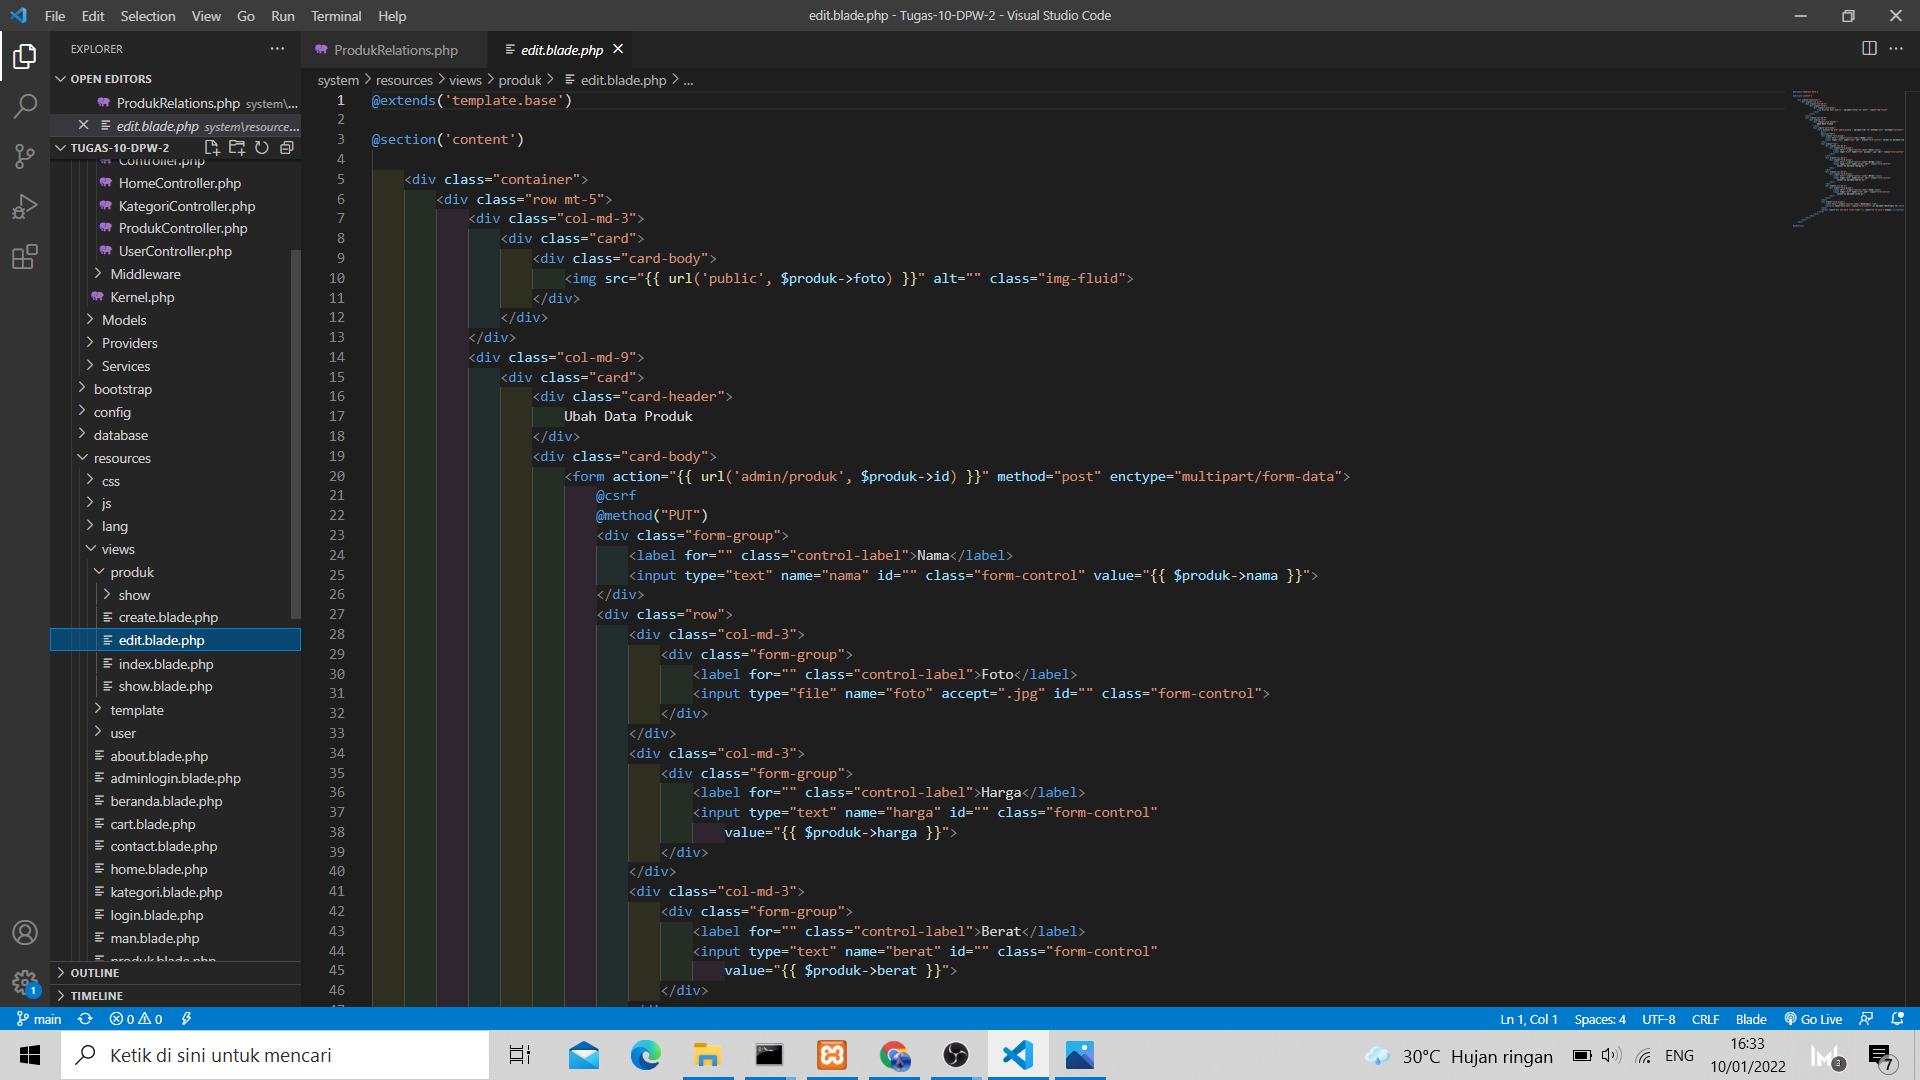 File Edit Selection View Go Run Terminal Help
edit.blade.php - Tugas-10-DPW-2 - Visual Studio Code
EXPLORER
OPEN EDITORS
ProdukRelations.php system\...
edit.blade.php system\resource...
TUGAS-10-DPW-2
Controller.php
HomeController.php
KategoriController.php
ProdukController.php
UserController.php
Middleware
Kernel.php
Models
Providers
Services
bootstrap
config
database
resources
css
js
lang
views
produk
show
create.blade.php
edit.blade.php
index.blade.php
show.blade.php
template
user
about.blade.php
adminlogin.blade.php
beranda.blade.php
cart.blade.php
contact.blade.php
home.blade.php
kategori.blade.php
login.blade.php
man.blade.php
produk.blade.php
OUTLINE
TIMELINE
ProdukRelations.php
edit.blade.php
system > resources > views > produk > edit.blade.php > ...
1 @extends('template.base')
2
3 @section('content')
4
5 <div class="container">
6 <div class="row mt-5">
7 <div class="col-md-3">
8 <div class="card">
9 <div class="card-body">
10 <img src="{{ url('public', $produk->foto) }}" alt="" class="img-fluid">
11 </div>
12 </div>
13 </div>
14 <div class="col-md-9">
15 <div class="card">
16 <div class="card-header">
17 Ubah Data Produk
18 </div>
19 <div class="card-body">
20 <form action="{{ url('admin/produk', $produk->id) }}" method="post" enctype="multipart/form-data">
21 @csrf
22 @method("PUT")
23 <div class="form-group">
24 <label for="" class="control-label">Nama</label>
25 <input type="text" name="nama" id="" class="form-control" value="{{ $produk->nama }}">
26 </div>
27 <div class="row">
28 <div class="col-md-3">
29 <div class="form-group">
30 <label for="" class="control-label">Foto</label>
31 <input type="file" name="foto" accept=".jpg" id="" class="form-control">
32 </div>
33 </div>
34 <div class="col-md-3">
35 <div class="form-group">
36 <label for="" class="control-label">Harga</label>
37 <input type="text" name="harga" id="" class="form-control"
38 value="{{ $produk->harga }}">
39 </div>
40 </div>
41 <div class="col-md-3">
42 <div class="form-group">
43 <label for="" class="control-label">Berat</label>
44 <input type="text" name="berat" id="" class="form-control"
45 value="{{ $produk->berat }}">
46 </div>
1
main 0 0 Ln 1, Col 1 Spaces: 4 UTF-8 CRLF Blade Go Live
Ketik di sini untuk mencari
30°C Hujan ringan
ENG
16:33
10/01/2022
3
7